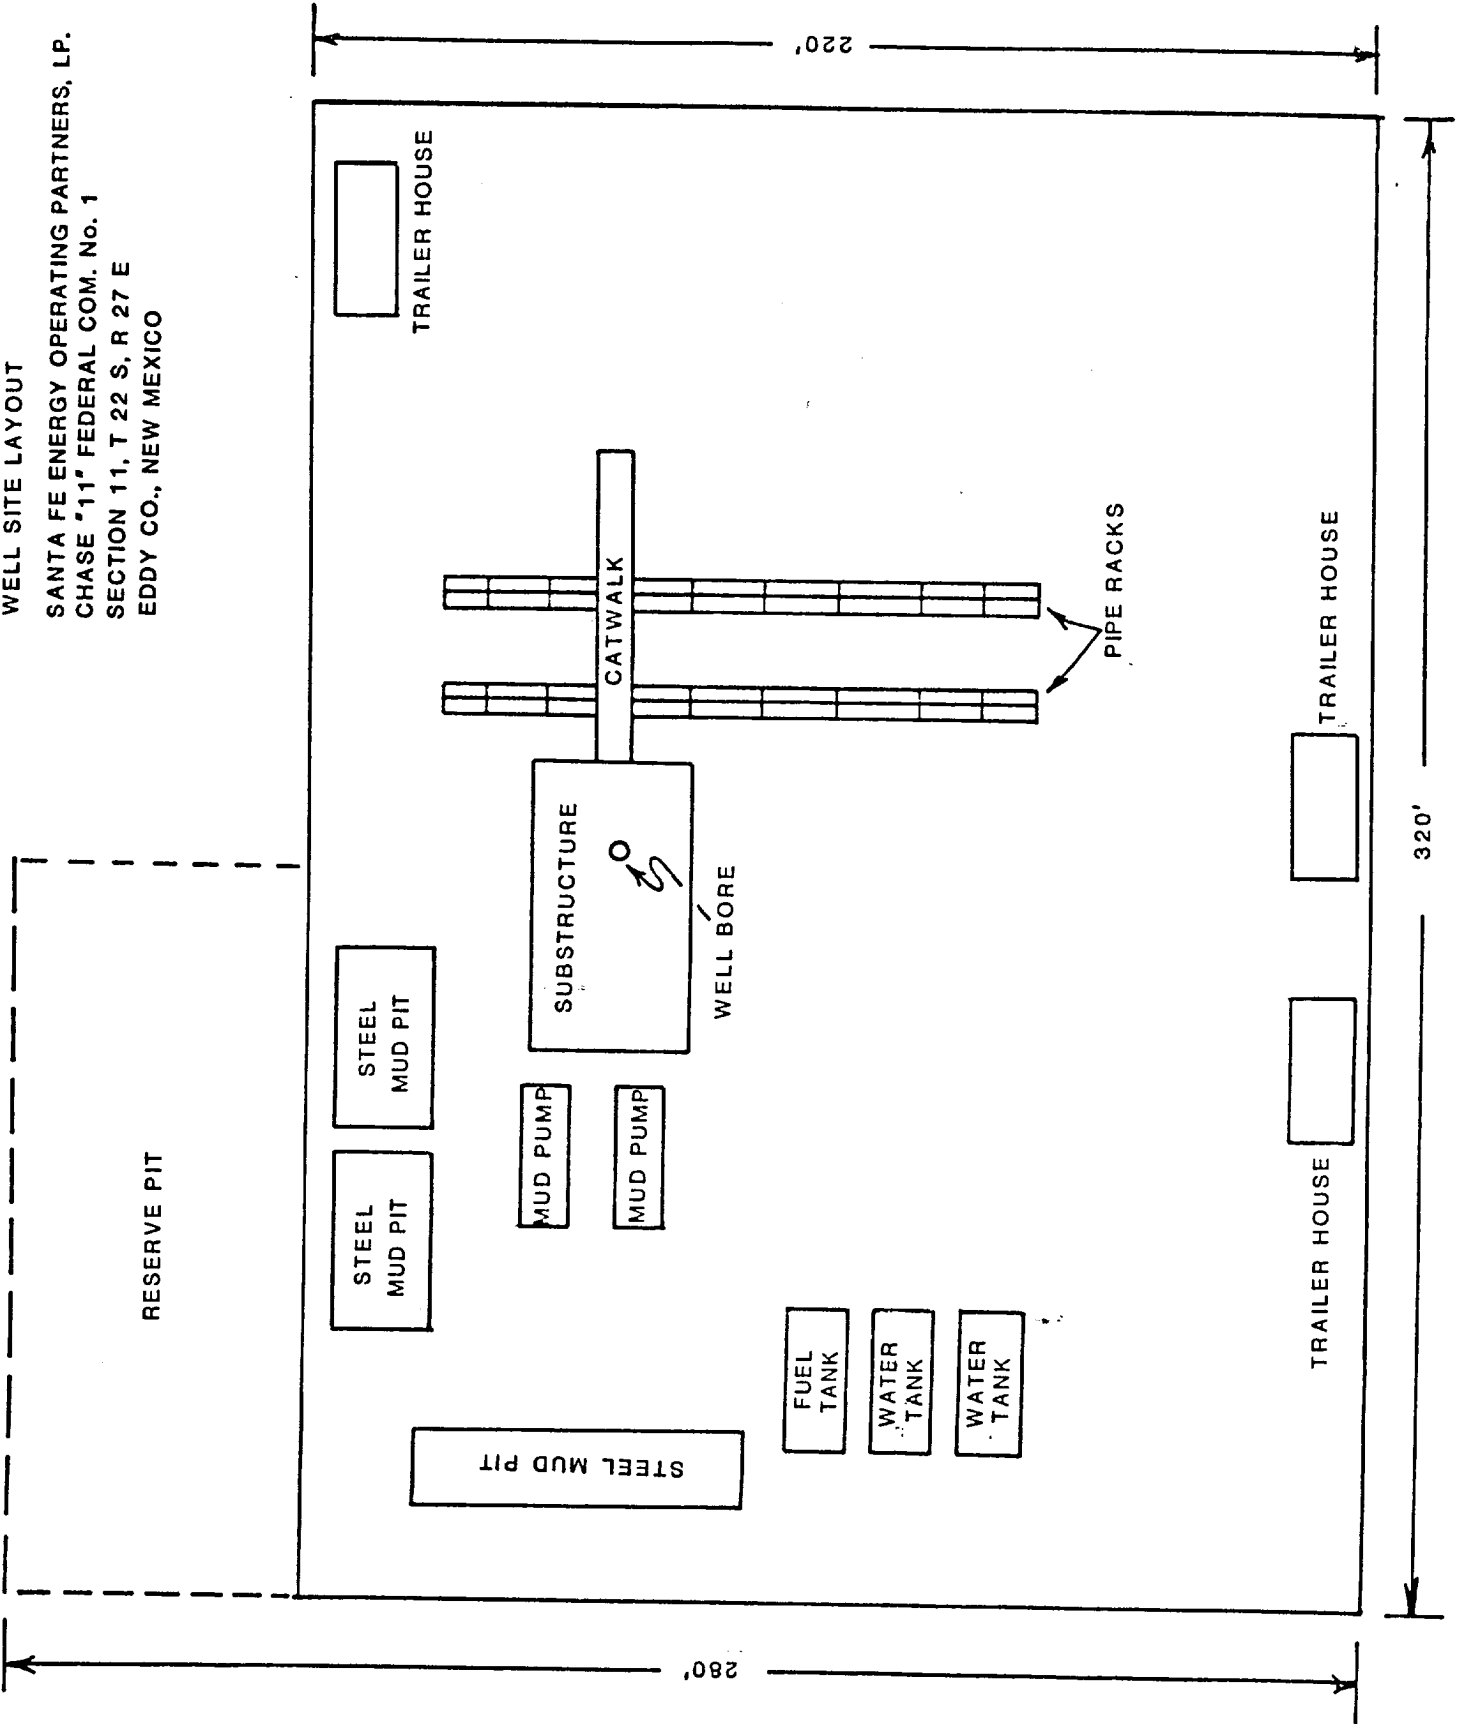 WELL SITE LAYOUT
SANTA FE ENERGY OPERATING PARTNERS, LP.
CHASE "11" FEDERAL COM. No. 1
SECTION 11, T 22 S, R 27 E
EDDY CO., NEW MEXICO
RESERVE PIT
280'
220'
320'
STEEL
MUD PIT
STEEL
MUD PIT
TRAILER HOUSE
STEEL MUD PIT
MUD PUMP
MUD PUMP
SUBSTRUCTURE
CATWALK
WELL BORE
FUEL
TANK
WATER
TANK
WATER
TANK
PIPE RACKS
TRAILER HOUSE
TRAILER HOUSE